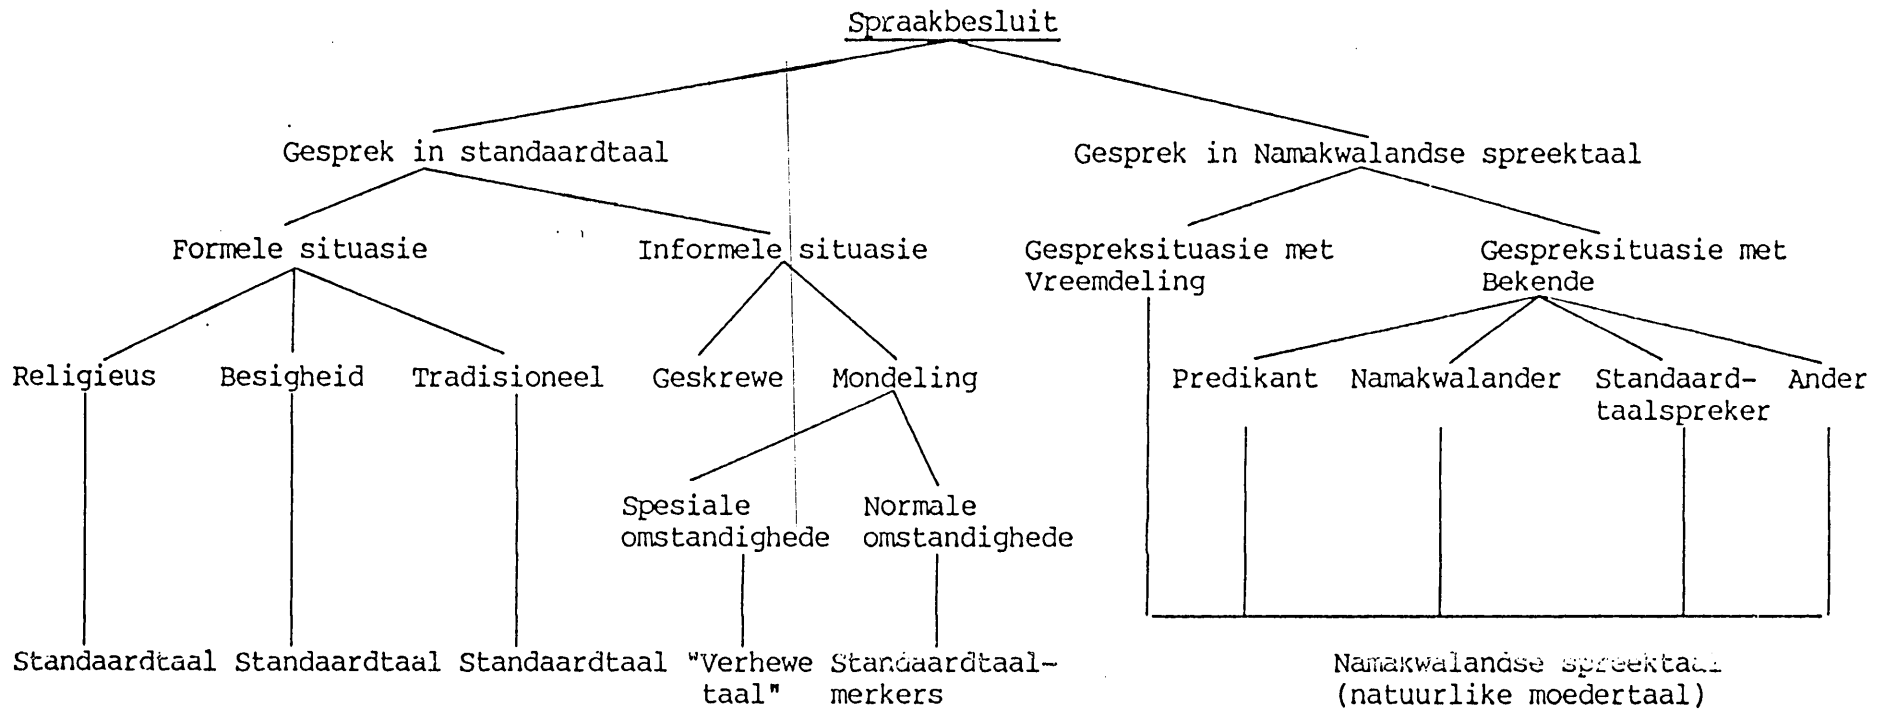 Spraakbesluit
Gesprek in standaardtaal
Gesprek in Namakwalandse spreektaal
Formele situasie
Informele situasie
Gespreksituasie met
Vreemdeling
Gespreksituasie met
Bekende
Religieus
Besigheid
Tradisioneel
Geskrewe
Mondeling
Predikant
Namakwalander
Standaard-
taalspreker
Ander
Spesiale
omstandighede
Normale
omstandighede
Standaardtaal
Standaardtaal
Standaardtaal
"Verhewe
taal"
Standaardtaal-
merkers
Namakwalandse spreektaal
(natuurlike moedertaal)